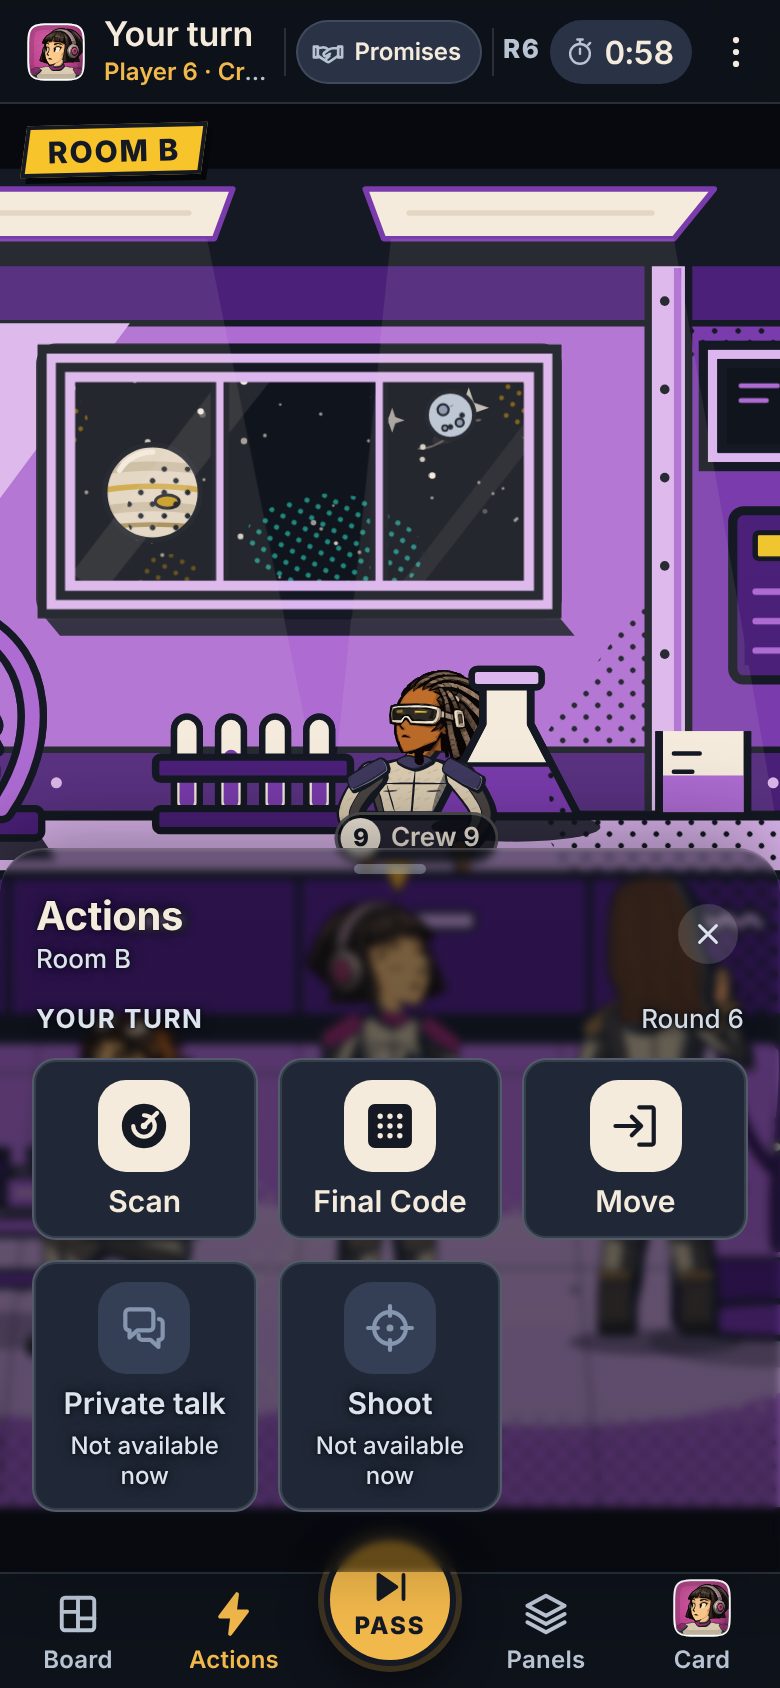 Your turn
Player 6 · Cr...
Promises
R6
0:58
ROOM B
9 Crew 9
Actions
Room B
YOUR TURN
Round 6
Scan
Final Code
Move
Private talk
Not available
now
Shoot
Not available
now
PASS
Board
Actions
Panels
Card